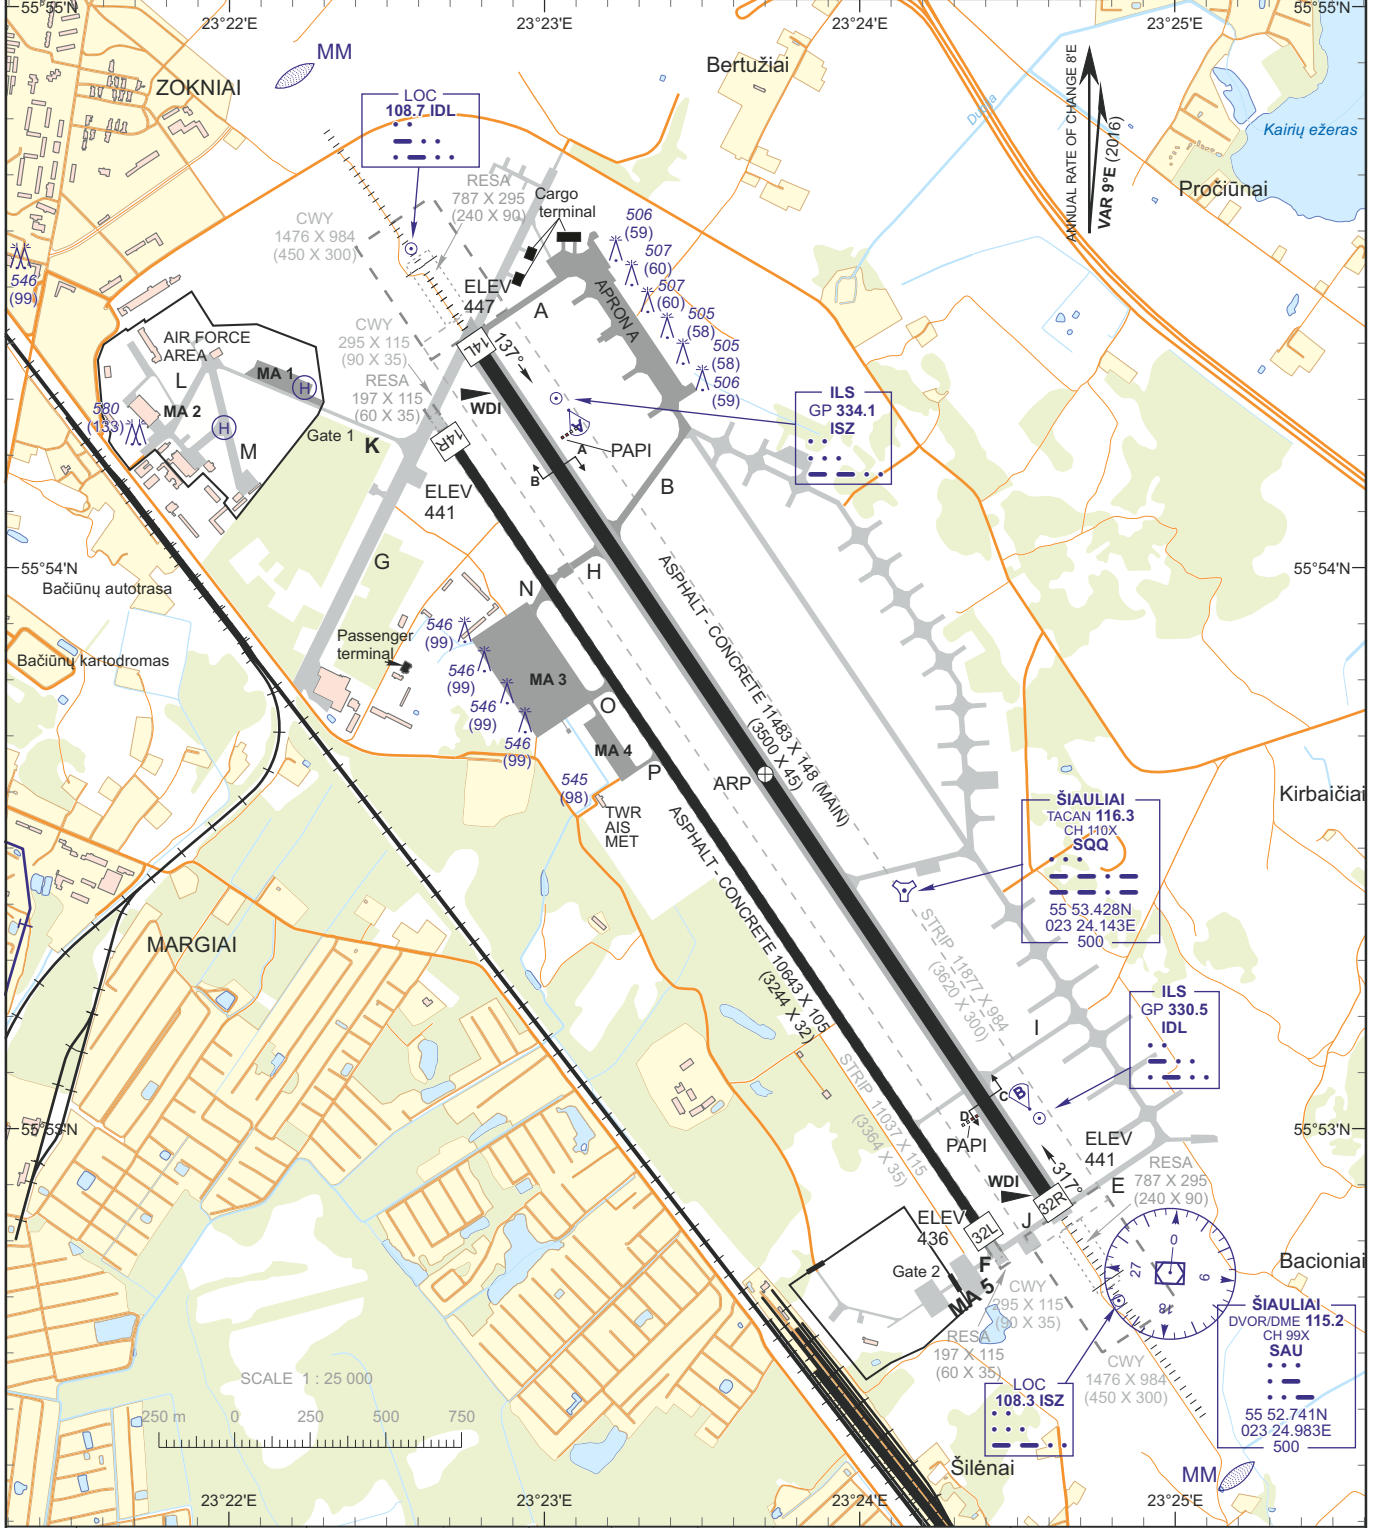 55°55'N
23°22'E
23°23'E
23°24'E
23°25'E
55°55'N
MM
ZOKNIAI
Bertužiai
LOC
108.7 IDL
Dubga
ANNUAL RATE OF CHANGE 8'E
VAR 9°E (2016)
Kairių ežeras
Pročiūnai
RESA
787 X 295
(240 X 90)
Cargo
terminal
CWY
1476 X 984
(450 X 300)
506
(59)
507
(60)
507
(60)
505
(58)
505
(58)
506
(59)
546
(99)
ELEV
447
A
APRON A
CWY
295 X 115
(90 X 35)
RESA
197 X 115
(60 X 35)
14L
137°
WDI
AIR FORCE
AREA
L
MA 1
H
MA 2
580
(133)
H
M
Gate 1
K
14R
ILS
GP 334.1
ISZ
A
A
PAPI
B
B
ELEV
441
55°54'N
55°54'N
G
H
N
Bačiūnų autotrasa
Bačiūnų kartodromas
Passenger
terminal
546
(99)
546
(99)
546
(99)
546
(99)
MA 3
O
MA 4
P
545
(98)
TWR
AIS
MET
ARP
ASPHALT - CONCRETE 11483 X 148 (MAIN)
(3500 X 45)
ASPHALT - CONCRETE 10643 X 105
(3244 X 32)
Kirbaičiai
ŠIAULIAI
TACAN 116.3
CH 110X
SQQ
55 53.428N
023 24.143E
500
MARGIAI
STRIP 11877 X 984
(3620 X 300)
STRIP 11037 X 115
(3364 X 35)
I
ILS
GP 330.5
IDL
B
C
D
PAPI
55°53'N
55°53'N
ELEV
441
317°
WDI
RESA
787 X 295
(240 X 90)
E
32R
J
ELEV
436
32L
F
Gate 2
MA 5
CWY
295 X 115
(90 X 35)
RESA
197 X 115
(60 X 35)
0
9
18
27
Bacioniai
ŠIAULIAI
DVOR/DME 115.2
CH 99X
SAU
55 52.741N
023 24.983E
500
CWY
1476 X 984
(450 X 300)
LOC
108.3 ISZ
SCALE 1 : 25 000
250 m
0
250
500
750
Šilėnai
MM
23°22'E
23°23'E
23°24'E
23°25'E